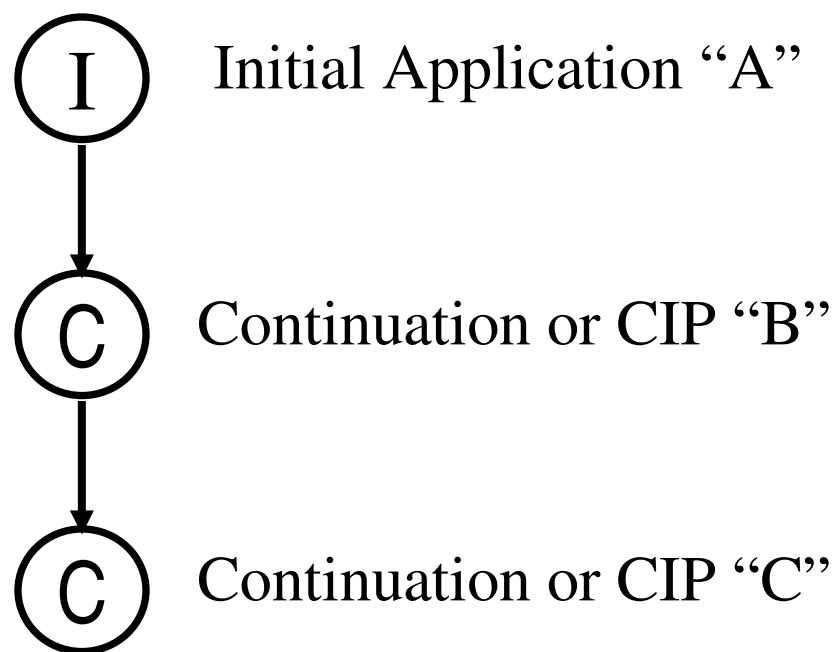 I Initial Application “A”
C Continuation or CIP “B”
C Continuation or CIP “C”